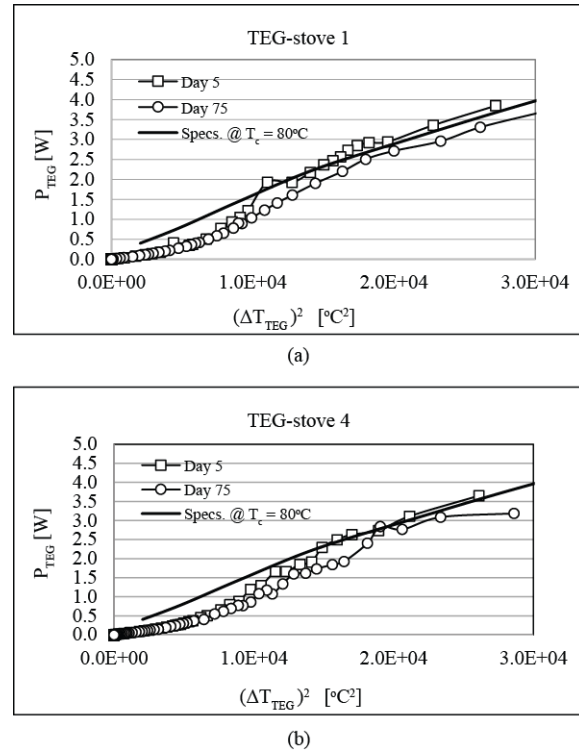 TEG-stove 1
5.0
4.5
4.0
3.5
3.0
2.5
2.0
1.5
1.0
0.5
0.0
P_TEG [W]
Day 5
Day 75
Specs. @ T_c = 80°C
0.0E+00 1.0E+04 2.0E+04 3.0E+04
(ΔT_TEG)² [°C²]
(a)
TEG-stove 4
5.0
4.5
4.0
3.5
3.0
2.5
2.0
1.5
1.0
0.5
0.0
P_TEG [W]
Day 5
Day 75
Specs. @ T_c = 80°C
0.0E+00 1.0E+04 2.0E+04 3.0E+04
(ΔT_TEG)² [°C²]
(b)